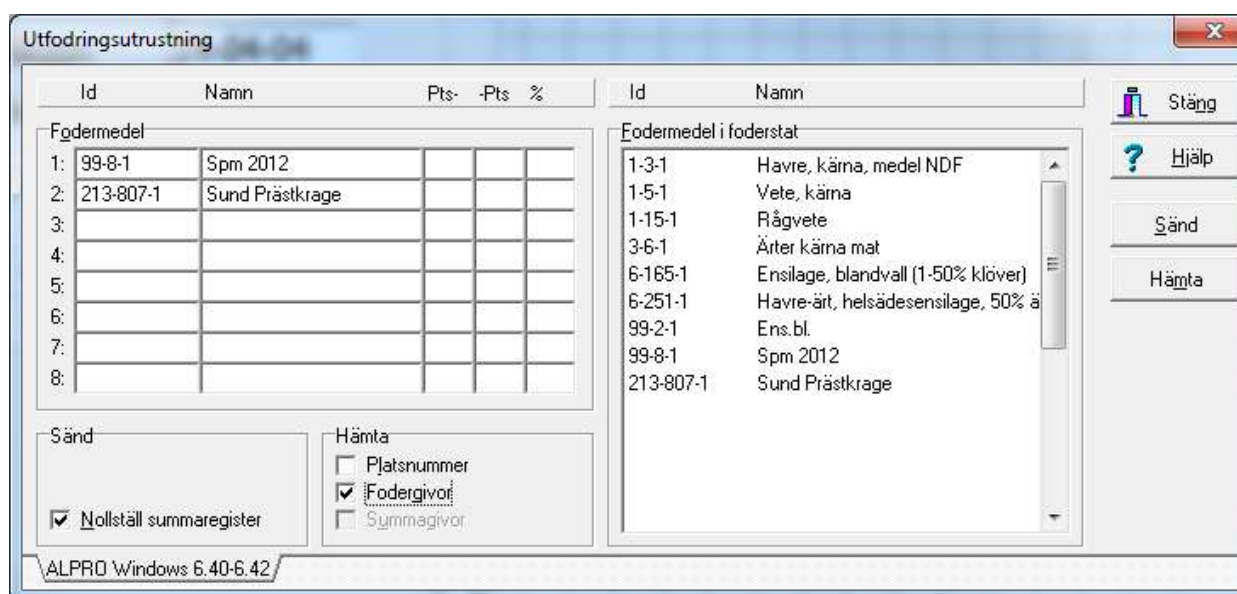 Utfodringsutrustning
04-04
Id Namn Pts- -Pts %
Fodermedel
1: 99-8-1 Spm 2012
2: 213-807-1 Sund Prästkrage
3:
4:
5:
6:
7:
8:
Sänd
Nollställ summaregister
Hämta
Platsnummer
Fodergivor
Summagivor
Id Namn
Fodermedel i foderstat
1-3-1 Havre, kärna, medel NDF
1-5-1 Vete, kärna
1-15-1 Rågvete
3-6-1 Ärter kärna mat
6-165-1 Ensilage, blandvall (1-50% klöver)
6-251-1 Havre-ärt, helsädesensilage, 50% ä
99-2-1 Ens.bl.
99-8-1 Spm 2012
213-807-1 Sund Prästkrage
Stäng
Hjälp
Sänd
Hämta
ALPRO Windows 6.40-6.42